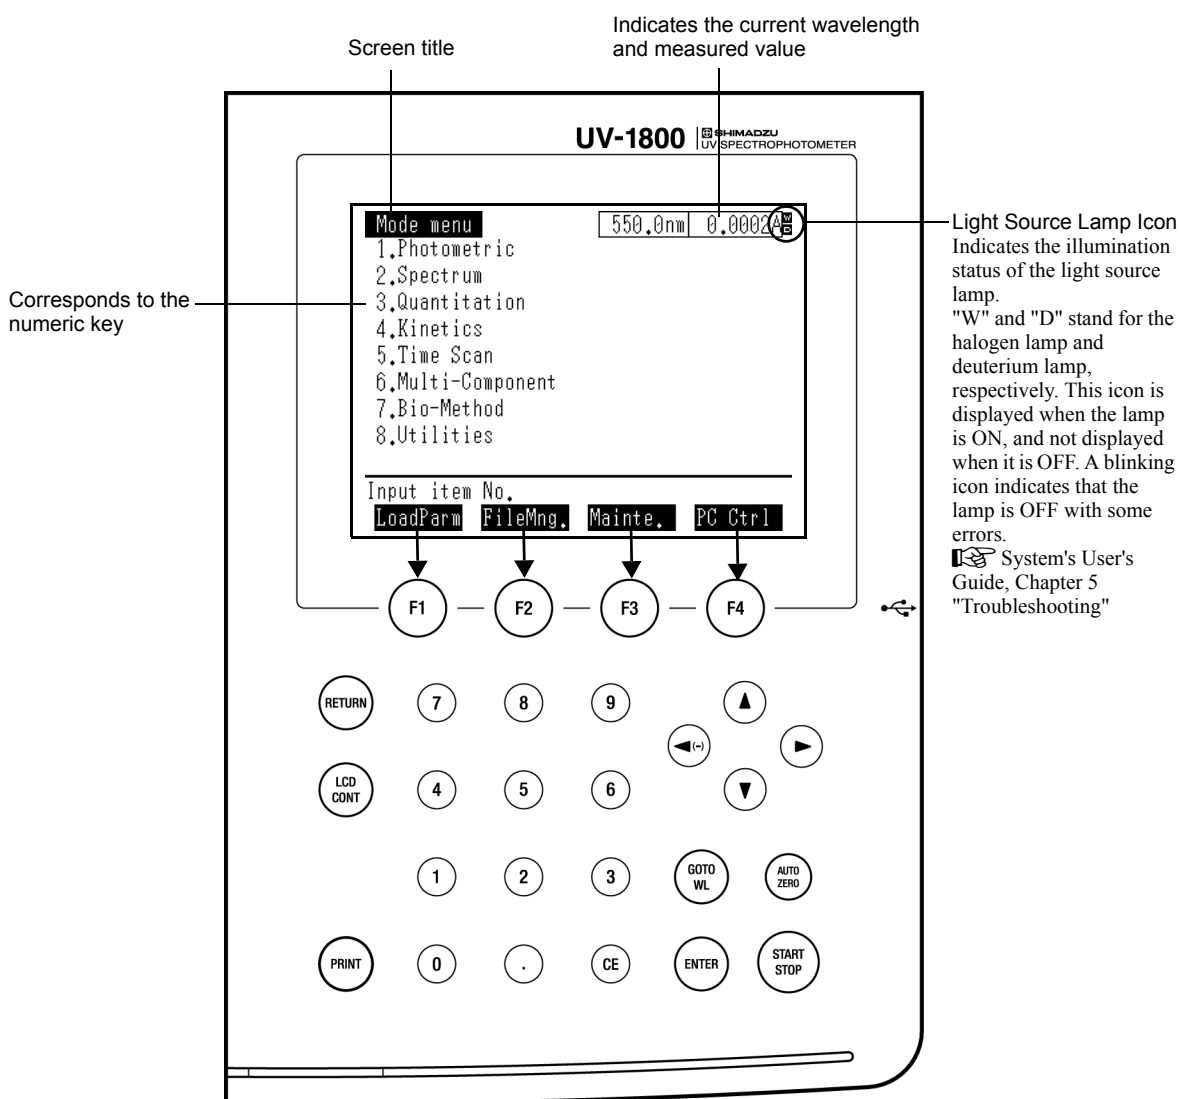 Indicates the current wavelength
and measured value
Screen title
UV-1800
SHIMADZU
UV SPECTROPHOTOMETER
Mode menu
550.0nm 0.0002A W D
1.Photometric
2.Spectrum
3.Quantitation
4.Kinetics
5.Time Scan
6.Multi-Component
7.Bio-Method
8.Utilities
Input item No.
LoadParm FileMng. Mainte. PC Ctrl
Corresponds to the
numeric key
Light Source Lamp Icon
Indicates the illumination
status of the light source
lamp.
"W" and "D" stand for the
halogen lamp and
deuterium lamp,
respectively. This icon is
displayed when the lamp
is ON, and not displayed
when it is OFF. A blinking
icon indicates that the
lamp is OFF with some
errors.
System's User's
Guide, Chapter 5
"Troubleshooting"
F1 F2 F3 F4
RETURN 7 8 9
(-)
LCD
CONT
4 5 6
1 2 3
GOTO
WL
AUTO
ZERO
PRINT 0 . CE ENTER
START
STOP